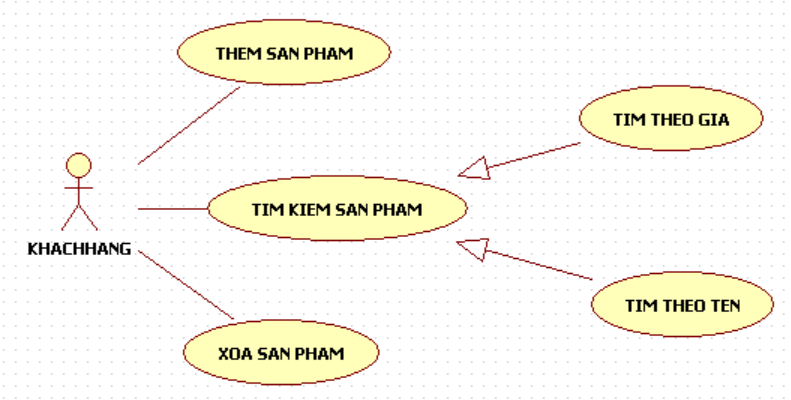 THEM SAN PHAM
TIM THEO GIA
TIM KIEM SAN PHAM
KHACHHANG
TIM THEO TEN
XOA SAN PHAM